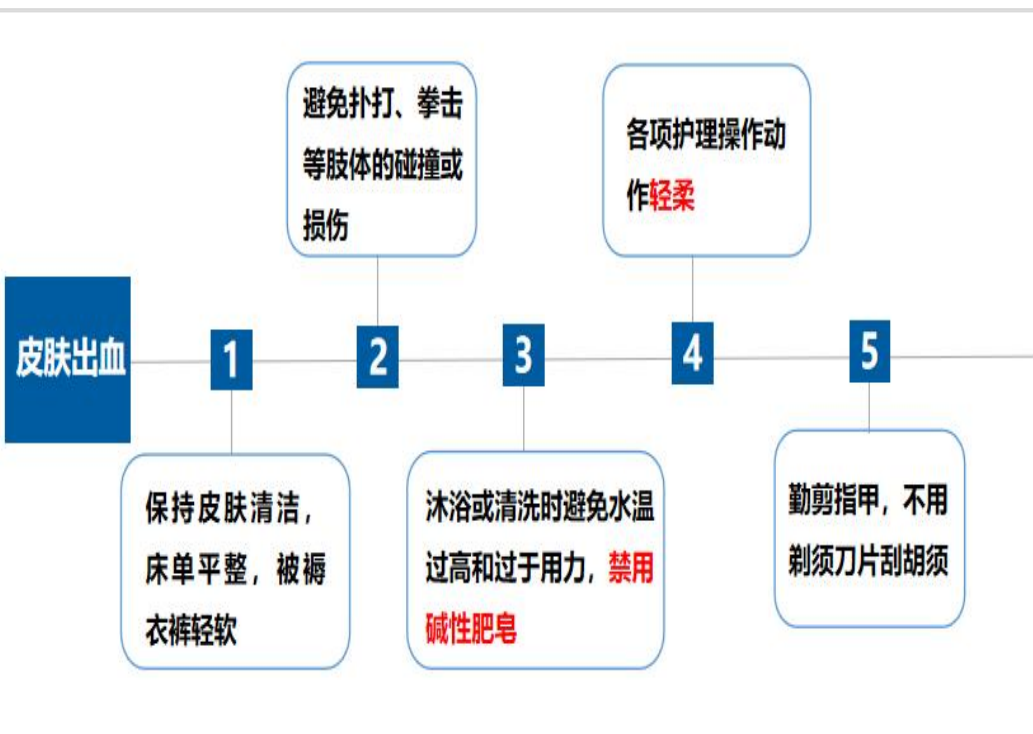 皮肤出血
1
保持皮肤清洁，
床单平整，被褥
衣裤轻软
2
避免扑打、拳击
等肢体的碰撞或
损伤
3
沐浴或清洗时避免水温
过高和过于用力，禁用
碱性肥皂
4
各项护理操作动
作轻柔
5
勤剪指甲，不用
剃须刀片刮胡须